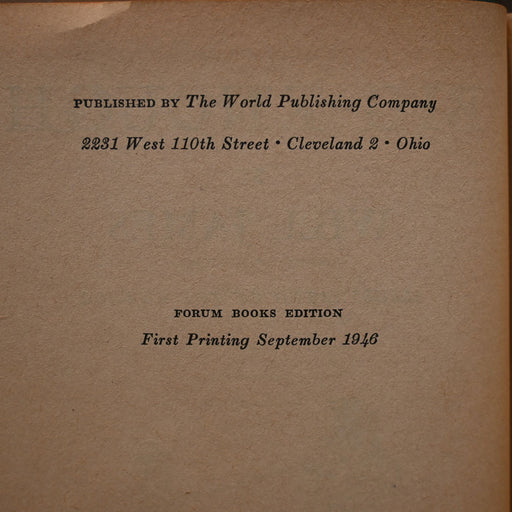 PUBLISHED BY The World Publishing Company
2231 West 110th Street • Cleveland 2 • Ohio
FORUM BOOKS EDITION
First Printing September 1946